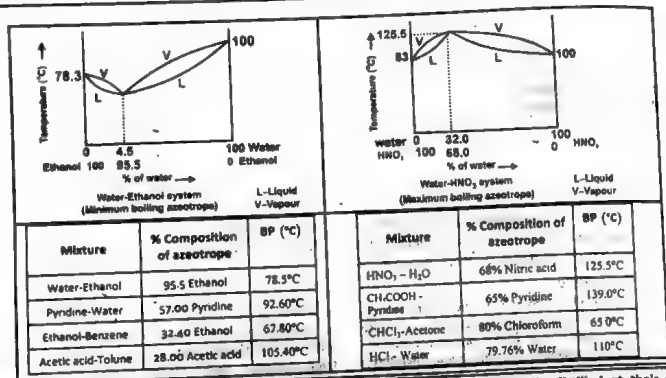 Temperature (°C)
78.3
V
V
L
L
100
0
4.5
100 Water
Ethanol 100
95.5
0 Ethanol
% of water
Water-Ethanol system
(Minimum boiling azeotrope)
L-Liquid
V-Vapour
Temperature (°C)
125.5
83
V
V
L
L
100
water
0
32.0
100
HNO₃
100
68.0
0
HNO₃
% of water
Water-HNO₃ system
(Maximum boiling azeotrope)
L-Liquid
V-Vapour
Mixture
% Composition
of azeotrope
BP (°C)
Water-Ethanol
95.5 Ethanol
78.5°C
Pyridine-Water
57.00 Pyridine
92.60°C
Ethanol-Benzene
32.40 Ethanol
67.80°C
Acetic acid-Tolune
28.00 Acetic acid
105.40°C
Mixture
% Composition of
azeotrope
BP (°C)
HNO₃ – H₂O
68% Nitric acid
125.5°C
CH₃COOH -
Pyridine
65% Pyridine
139.0°C
CHCl₃-Acetone
80% Chloroform
65 0°C
HCl - Water
79.76% Water
110°C